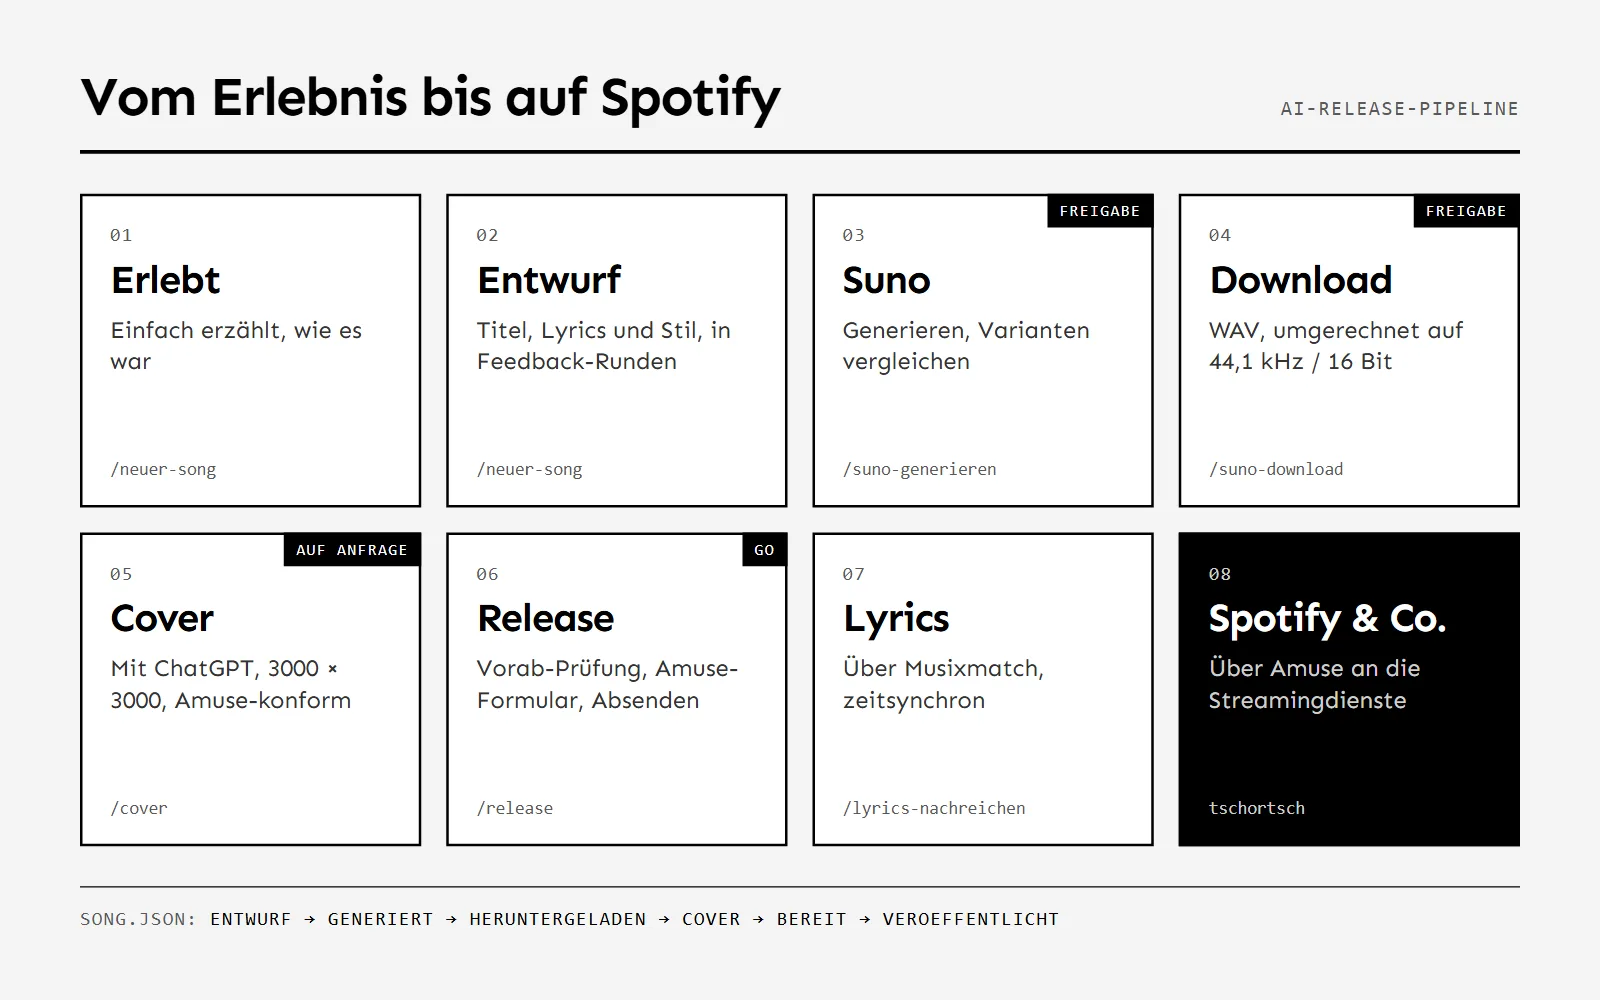 Vom Erlebnis bis auf Spotify
AI-RELEASE-PIPELINE
01
Erlebt
Einfach erzählt, wie es
war
/neuer-song
02
Entwurf
Titel, Lyrics und Stil, in
Feedback-Runden
/neuer-song
FREIGABE
03
Suno
Generieren, Varianten
vergleichen
/suno-generieren
FREIGABE
04
Download
WAV, umgerechnet auf
44,1 kHz / 16 Bit
/suno-download
AUF ANFRAGE
05
Cover
Mit ChatGPT, 3000 ×
3000, Amuse-konform
/cover
GO
06
Release
Vorab-Prüfung, Amuse-
Formular, Absenden
/release
07
Lyrics
Über Musixmatch,
zeitsynchron
/lyrics-nachreichen
08
Spotify & Co.
Über Amuse an die
Streamingdienste
tschortsch
SONG.JSON: ENTWURF → GENERIERT → HERUNTERGELADEN → COVER → BEREIT → VEROEFFENTLICHT